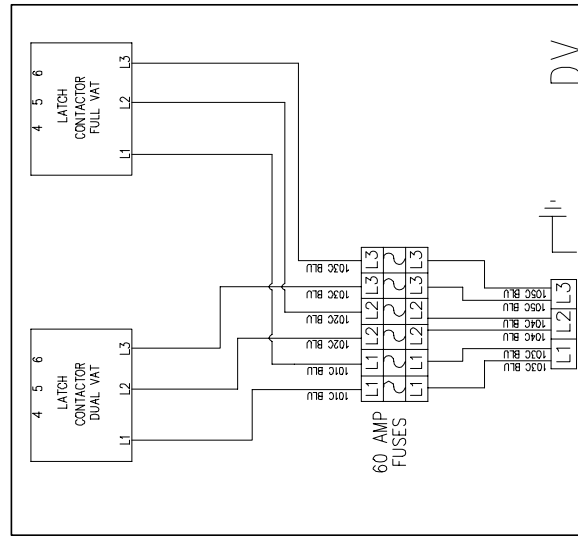 6
5
4
LATCH
CONTACTOR
FULL VAT
L3
L2
L1
6
5
4
LATCH
CONTACTOR
DUAL VAT
L3
L2
L1
103C BLU
103C BLU
102C BLU
102C BLU
101C BLU
101C BLU
L3 L3
L3 L3
L2 L2
L2 L2
L1 L1
L1 L1
60 AMP
FUSES
105C BLU
105C BLU
104C BLU
104C BLU
103C BLU
103C BLU
L3
L2
L1
DV